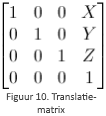 1 0 0 X
0 1 0 Y
0 0 1 Z
0 0 0 1
Figuur 10. Translatie-
matrix